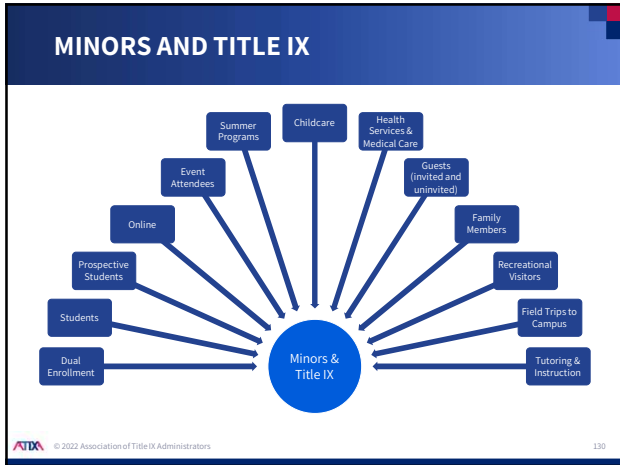 MINORS AND TITLE IX
Childcare
Summer
Programs
Health
Services &
Medical Care
Event
Attendees
Guests
(invited and
uninvited)
Online
Family
Members
Prospective
Students
Recreational
Visitors
Students
Field Trips to
Campus
Dual
Enrollment
Minors &
Title IX
Tutoring &
Instruction
ATIXA © 2022 Association of Title IX Administrators
130